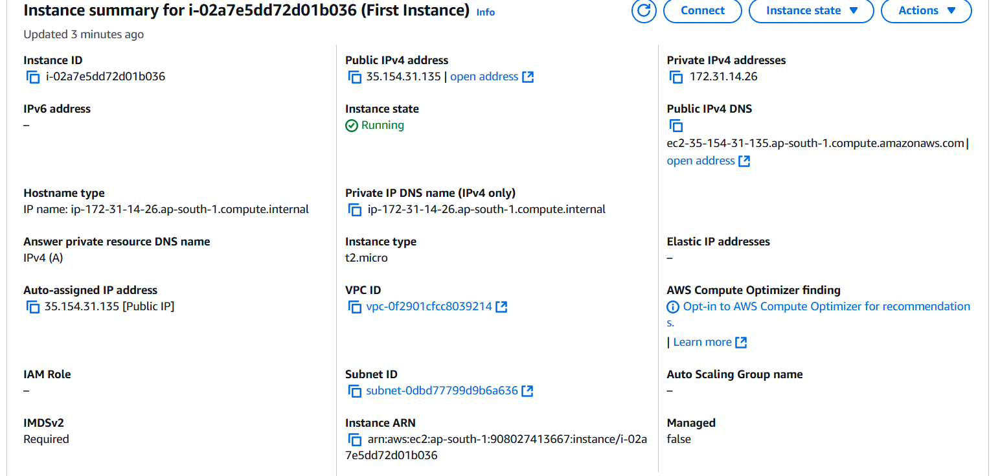 Instance summary for i-02a7e5dd72d01b036 (First Instance) Info
Connect
Instance state
Actions
Updated 3 minutes ago
Instance ID
i-02a7e5dd72d01b036
Public IPv4 address
35.154.31.135 | open address
Private IPv4 addresses
172.31.14.26
IPv6 address
–
Instance state
Running
Public IPv4 DNS
ec2-35-154-31-135.ap-south-1.compute.amazonaws.com |
open address
Hostname type
IP name: ip-172-31-14-26.ap-south-1.compute.internal
Private IP DNS name (IPv4 only)
ip-172-31-14-26.ap-south-1.compute.internal
Answer private resource DNS name
IPv4 (A)
Instance type
t2.micro
Elastic IP addresses
–
Auto-assigned IP address
35.154.31.135 [Public IP]
VPC ID
vpc-0f2901cfcc8039214
AWS Compute Optimizer finding
Opt-in to AWS Compute Optimizer for recommendation
s.
| Learn more
IAM Role
–
Subnet ID
subnet-0dbd77799d9b6a636
Auto Scaling Group name
–
IMDSv2
Required
Instance ARN
arn:aws:ec2:ap-south-1:908027413667:instance/i-02a
7e5dd72d01b036
Managed
false